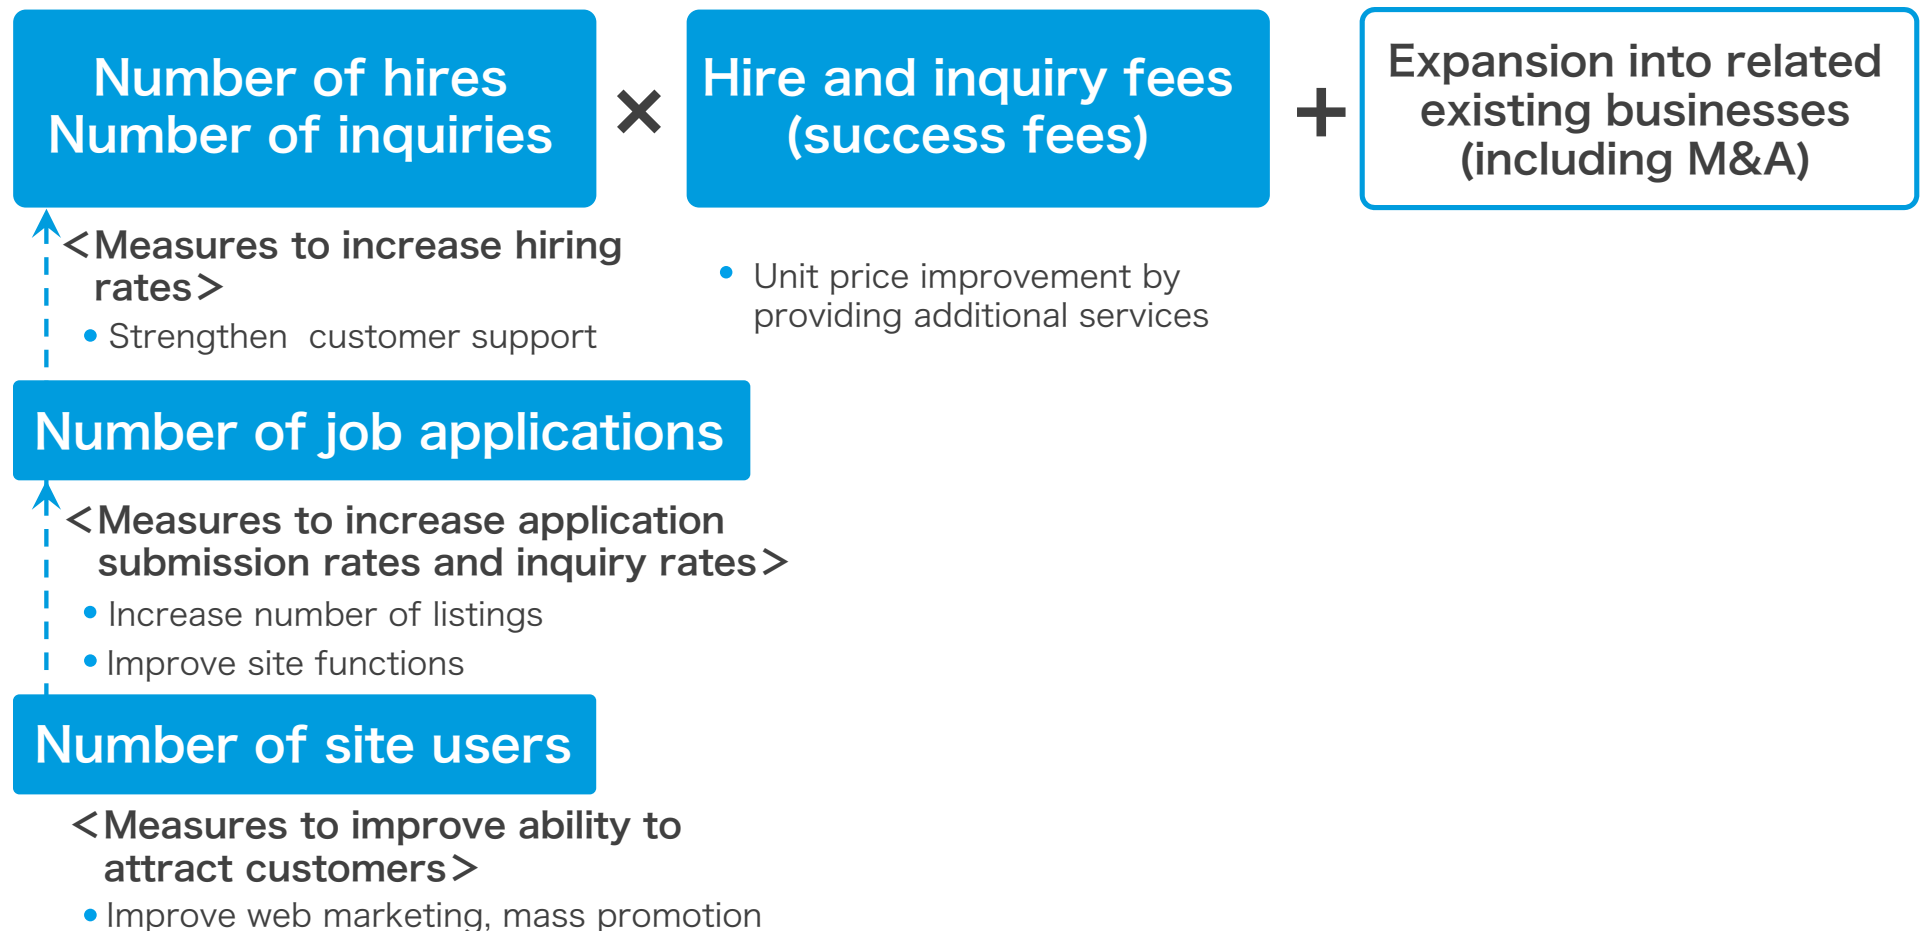 Number of hires
Number of inquiries
×
Hire and inquiry fees
(success fees)
+
Expansion into related
existing businesses
(including M&A)
<Measures to increase hiring
rates>
• Strengthen customer support
• Unit price improvement by
providing additional services
Number of job applications
<Measures to increase application
submission rates and inquiry rates>
• Increase number of listings
• Improve site functions
Number of site users
<Measures to improve ability to
attract customers>
• Improve web marketing, mass promotion